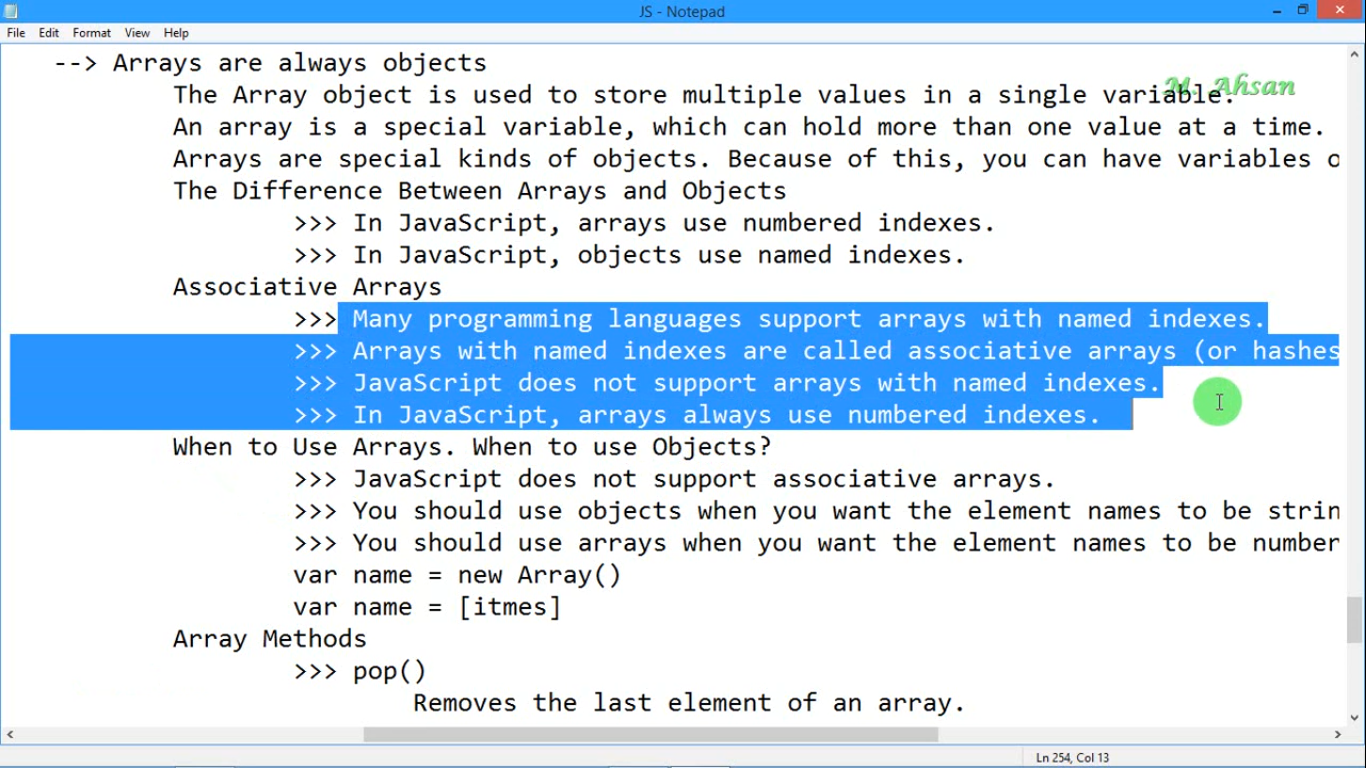 JS - Notepad
File Edit Format View Help
--> Arrays are always objects
M. Ahsan
The Array object is used to store multiple values in a single variable.
An array is a special variable, which can hold more than one value at a time.
Arrays are special kinds of objects. Because of this, you can have variables o
The Difference Between Arrays and Objects
>>> In JavaScript, arrays use numbered indexes.
>>> In JavaScript, objects use named indexes.
Associative Arrays
>>> Many programming languages support arrays with named indexes.
>>> Arrays with named indexes are called associative arrays (or hashes
>>> JavaScript does not support arrays with named indexes.
>>> In JavaScript, arrays always use numbered indexes.
When to Use Arrays. When to use Objects?
>>> JavaScript does not support associative arrays.
>>> You should use objects when you want the element names to be strin
>>> You should use arrays when you want the element names to be number
var name = new Array()
var name = [itmes]
Array Methods
>>> pop()
Removes the last element of an array.
Ln 254, Col 13